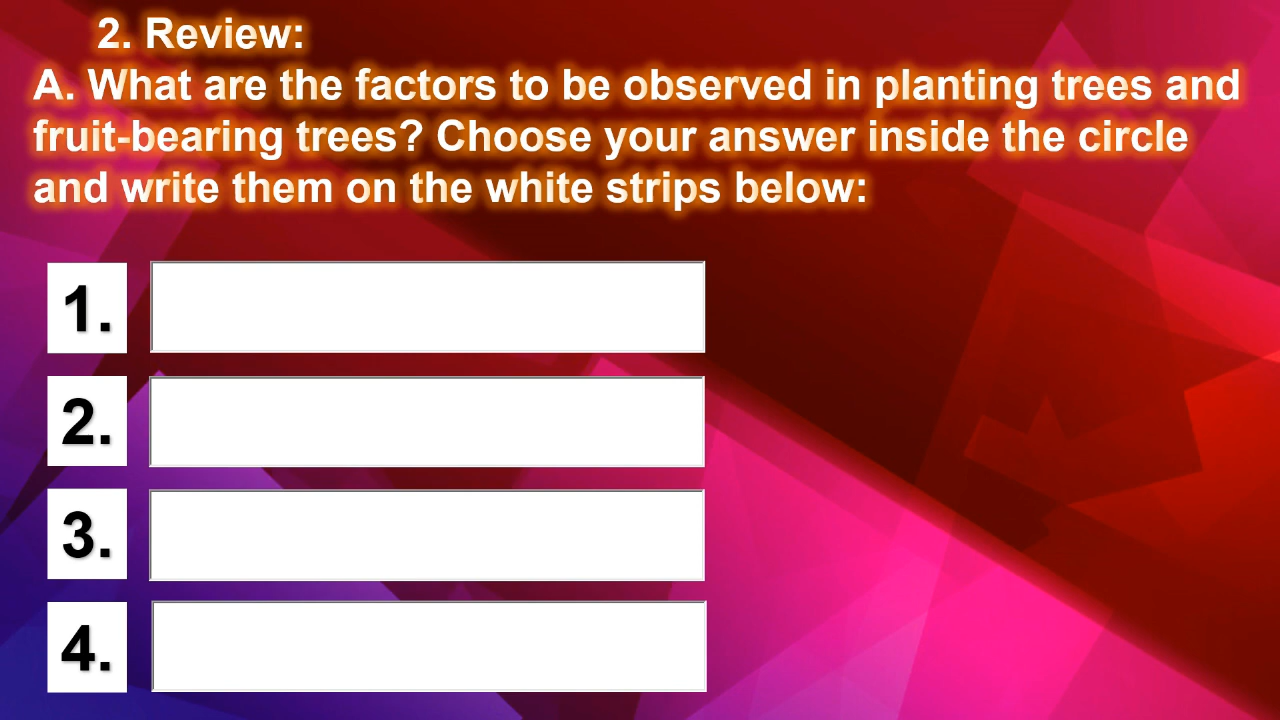 2. Review:
A. What are the factors to be observed in planting trees and
fruit-bearing trees? Choose your answer inside the circle
and write them on the white strips below:
1.
2.
3.
4.